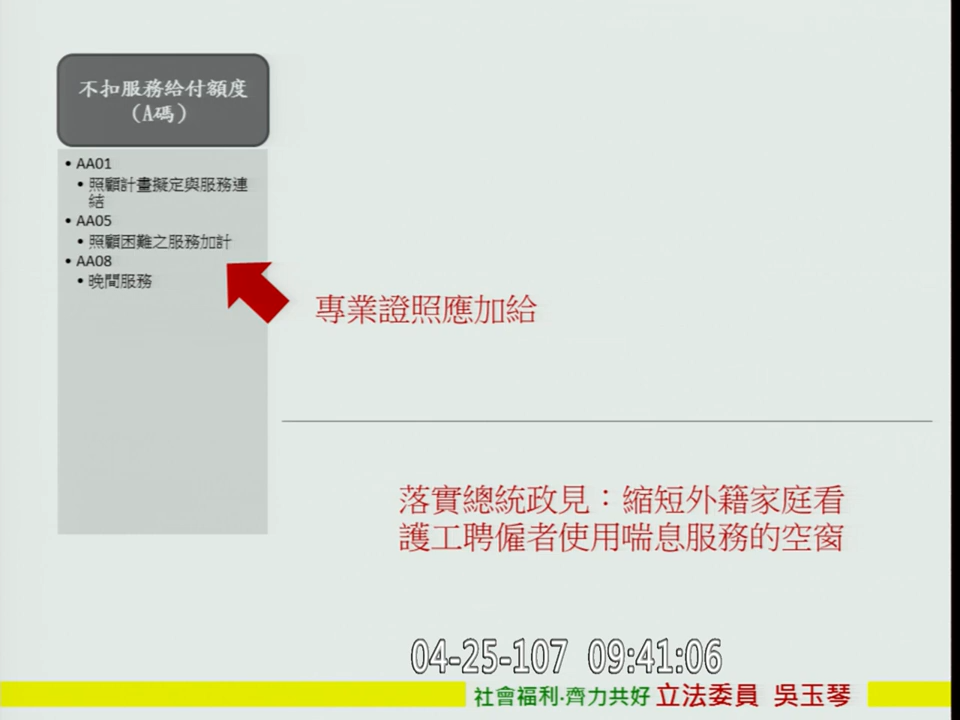 不扣服務給付額度
(A碼)
• AA01
• 照顧計畫擬定與服務連
結
• AA05
• 照顧困難之服務加計
• AA08
• 晚間服務
專業證照應加給
落實總統政見：縮短外籍家庭看
護工聘僱者使用喘息服務的空窗
04-25-107 09:41:06
社會福利‧齊力共好 立法委員 吳玉琴